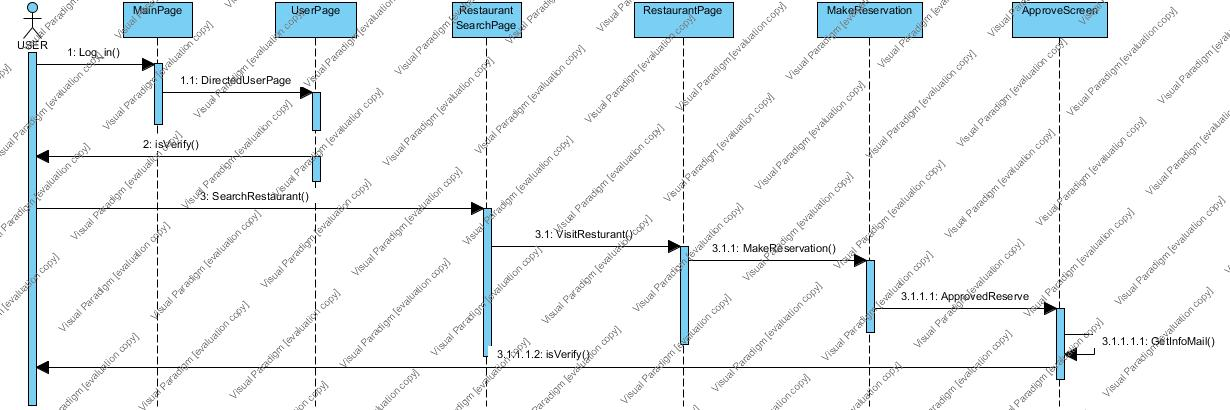 MainPage
UserPage
Restaurant
SearchPage
RestaurantPage
MakeReservation
ApproveScreen
USER
1: Log_in()
1.1: DirectedUserPage
2: isVerify()
3: SearchRestaurant()
3.1: VisitResturant()
3.1.1: MakeReservation()
3.1.1.1: ApprovedReserve
3.1.1.1.1: GetInfoMail()
3.1.1.1.2: isVerify()
Visual Paradigm [evaluation copy]